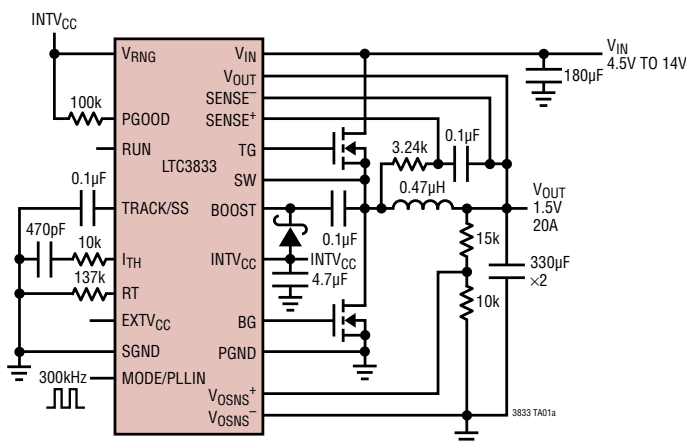 INTVCC
VRNG
100k
PGOOD
RUN
LTC3833
0.1µF
TRACK/SS
470pF
10k
ITH
137k
RT
EXTVCC
SGND
300kHz
MODE/PLLIN
VIN
VOUT
SENSE–
SENSE+
TG
SW
BOOST
INTVCC
BG
PGND
VOSNS+
VOSNS–
VIN
4.5V TO 14V
180µF
3.24k
0.1µF
0.47µH
VOUT
1.5V
20A
0.1µF
INTVCC
4.7µF
15k
10k
330µF
×2
3833 TA01a